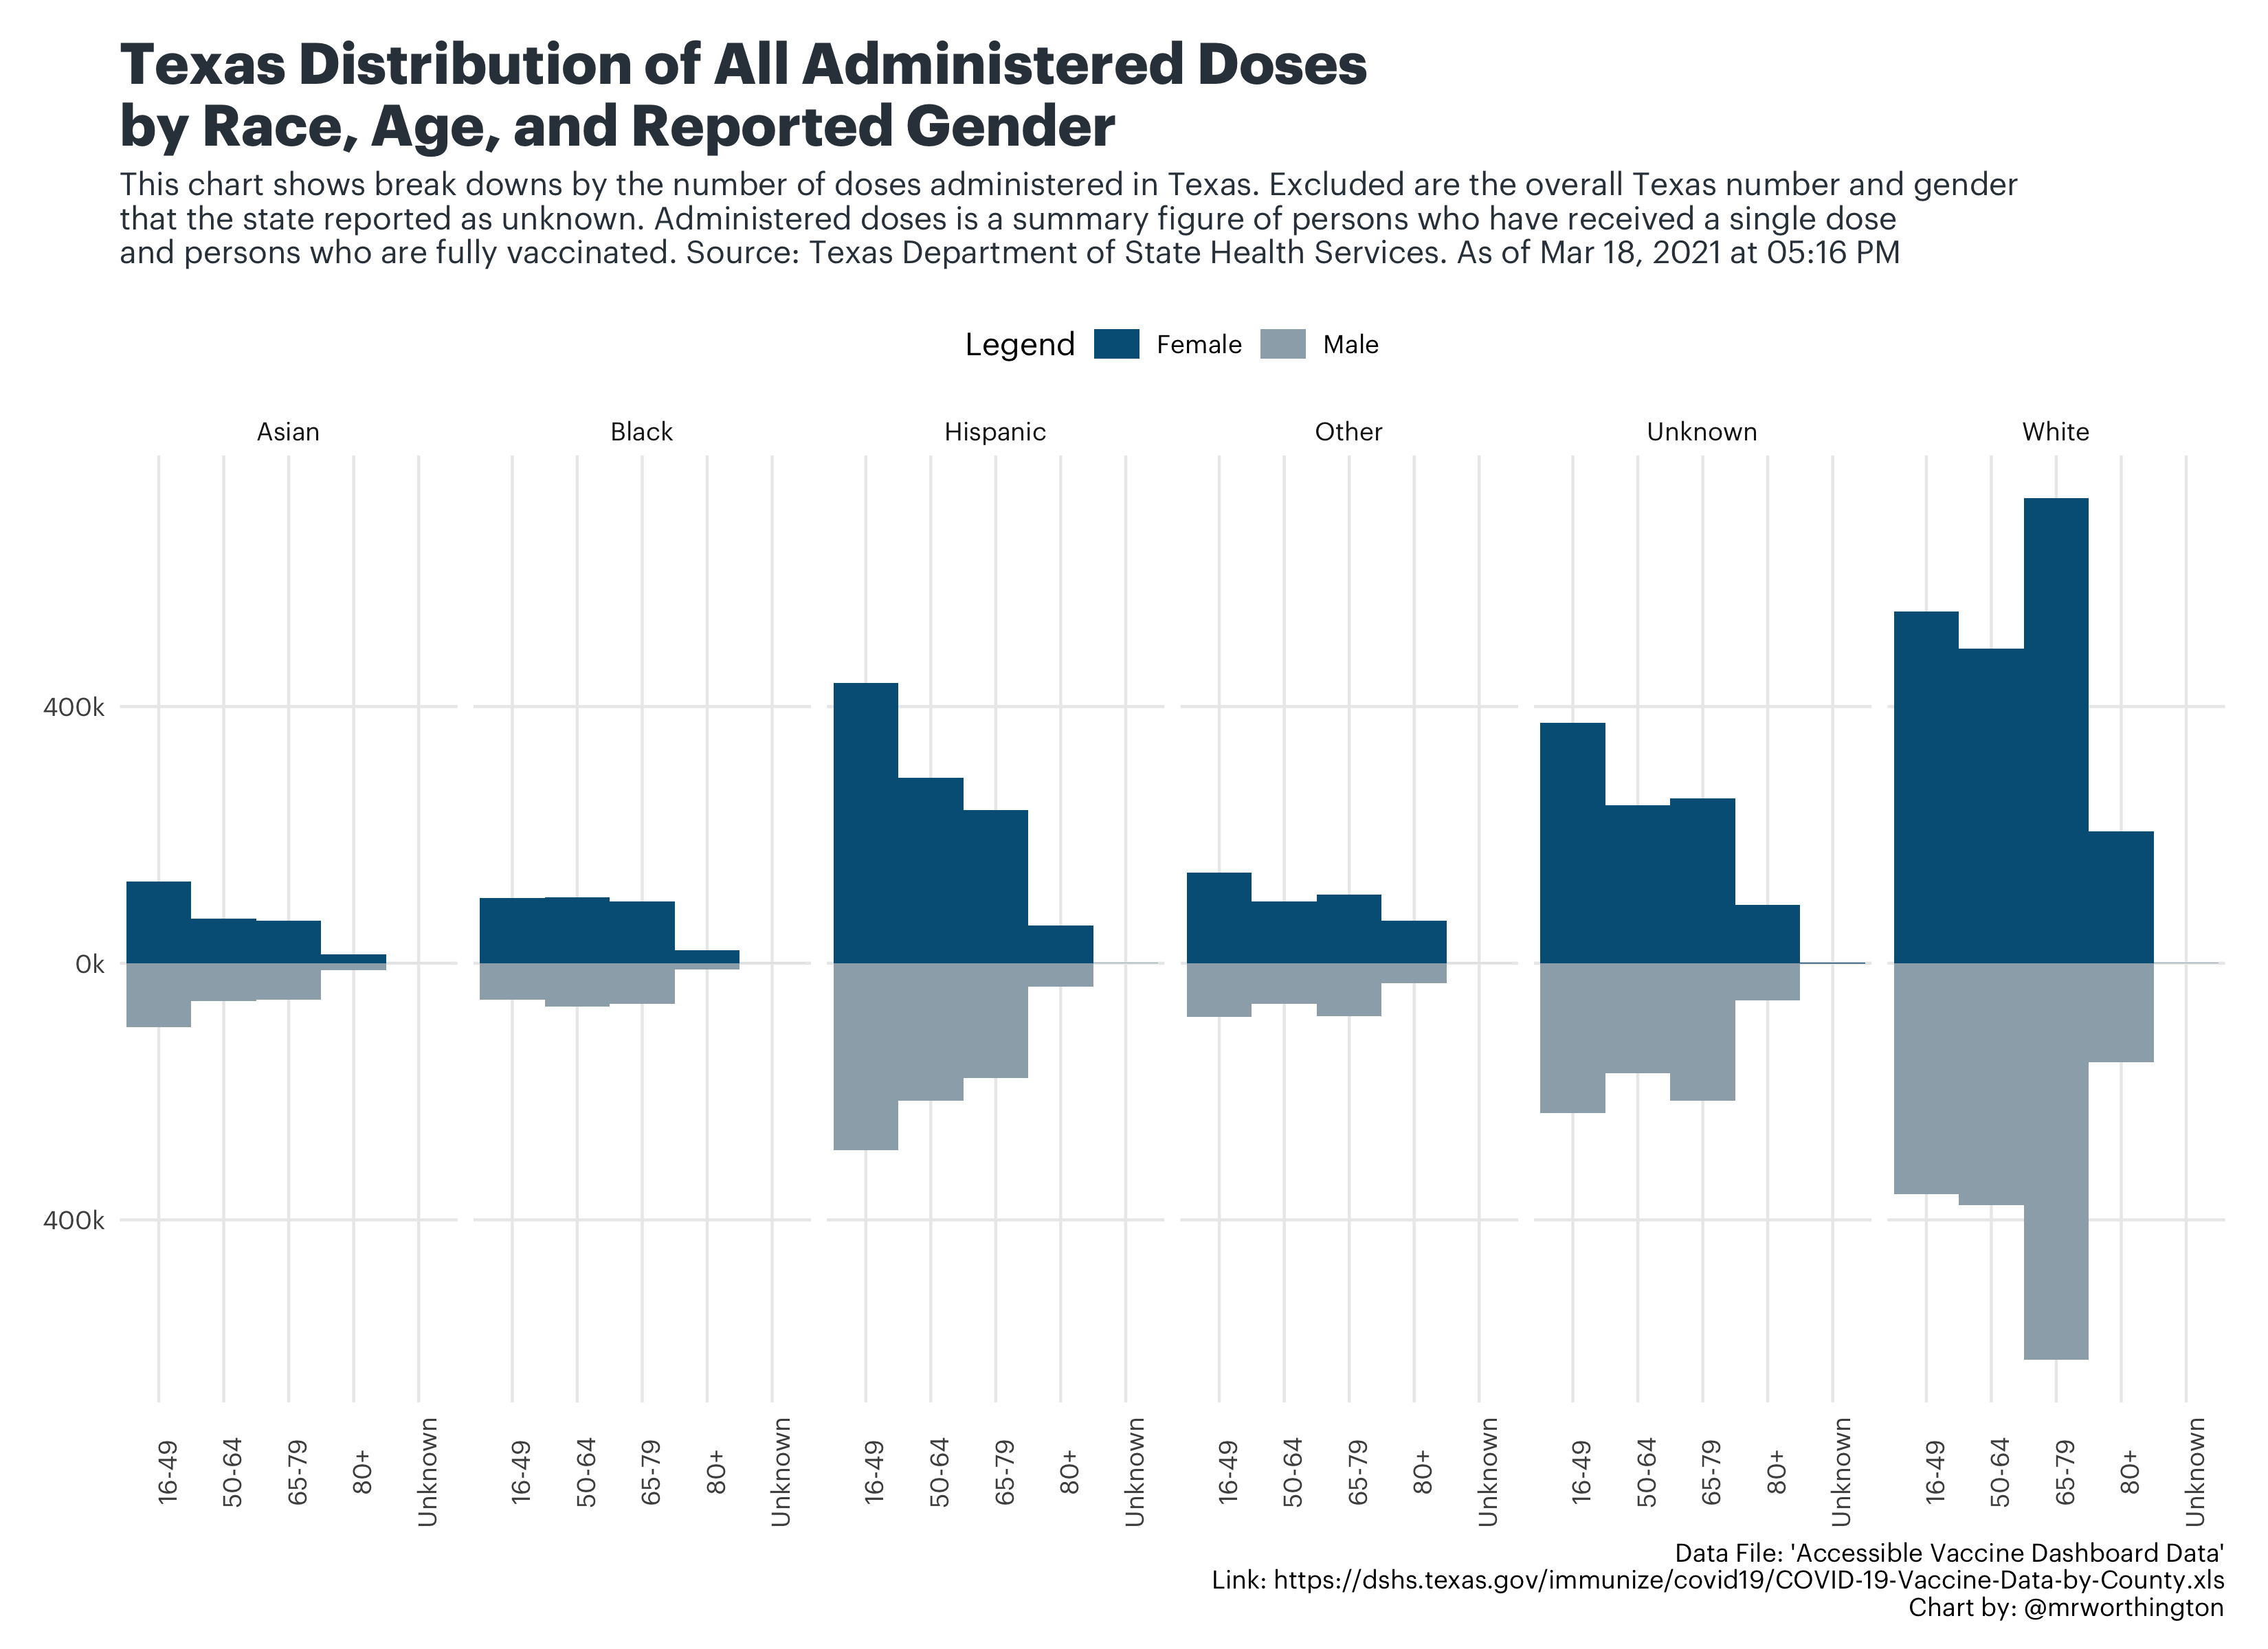 Texas Distribution of All Administered Doses
by Race, Age, and Reported Gender
This chart shows break downs by the number of doses administered in Texas. Excluded are the overall Texas number and gender
that the state reported as unknown. Administered doses is a summary figure of persons who have received a single dose
and persons who are fully vaccinated. Source: Texas Department of State Health Services. As of Mar 18, 2021 at 05:16 PM
Legend Female Male
Asian Black Hispanic Other Unknown White
400k
0k
400k
16-49 50-64 65-79 80+ Unknown 16-49 50-64 65-79 80+ Unknown 16-49 50-64 65-79 80+ Unknown 16-49 50-64 65-79 80+ Unknown 16-49 50-64 65-79 80+ Unknown 16-49 50-64 65-79 80+ Unknown
Data File: 'Accessible Vaccine Dashboard Data'
Link: https://dshs.texas.gov/immunize/covid19/COVID-19-Vaccine-Data-by-County.xls
Chart by: @mrworthington